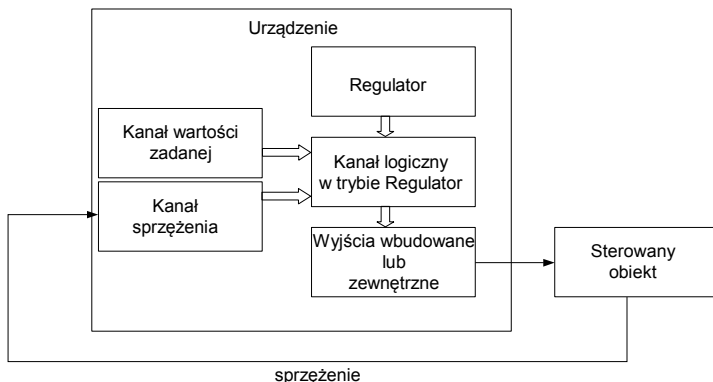 Urządzenie
Regulator
Kanał wartości
zadanej
Kanał logiczny
w trybie Regulator
Kanał
sprzężenia
Wyjścia wbudowane
lub
zewnętrzne
Sterowany
obiekt
sprzężenie